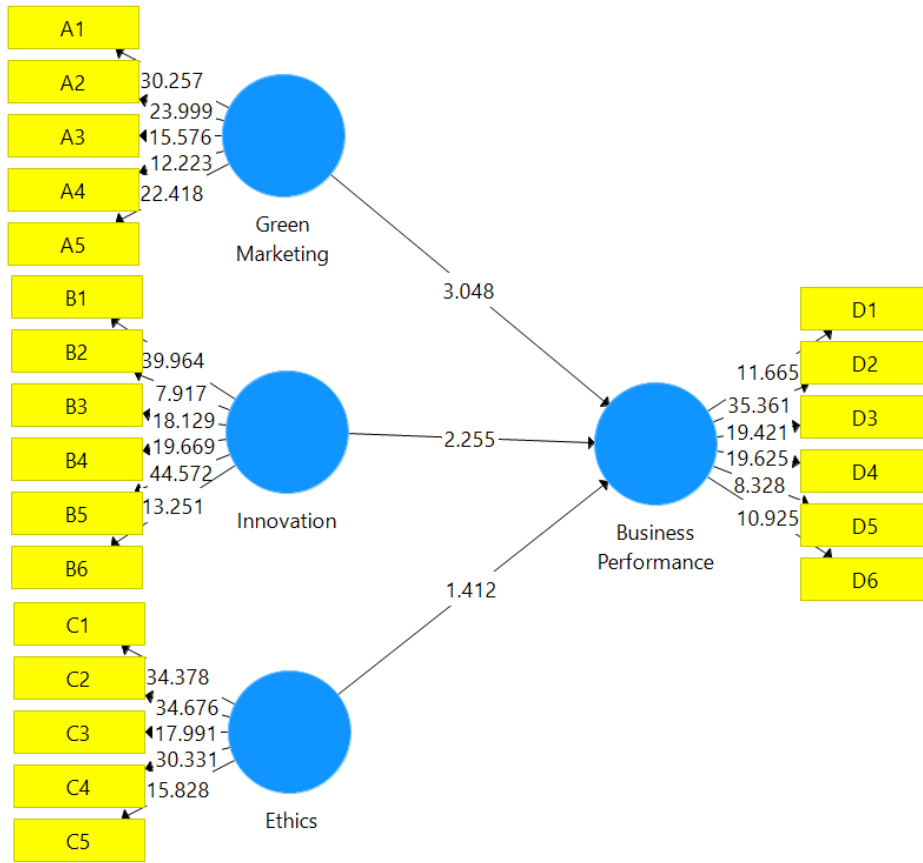 A1
A2
A3
A4
A5
30.257
23.999
15.576
12.223
22.418
Green
Marketing
B1
B2
B3
B4
B5
B6
39.964
7.917
18.129
19.669
44.572
13.251
Innovation
C1
C2
C3
C4
C5
34.378
34.676
17.991
30.331
15.828
Ethics
3.048
2.255
1.412
Business
Performance
11.665
35.361
19.421
19.625
8.328
10.925
D1
D2
D3
D4
D5
D6